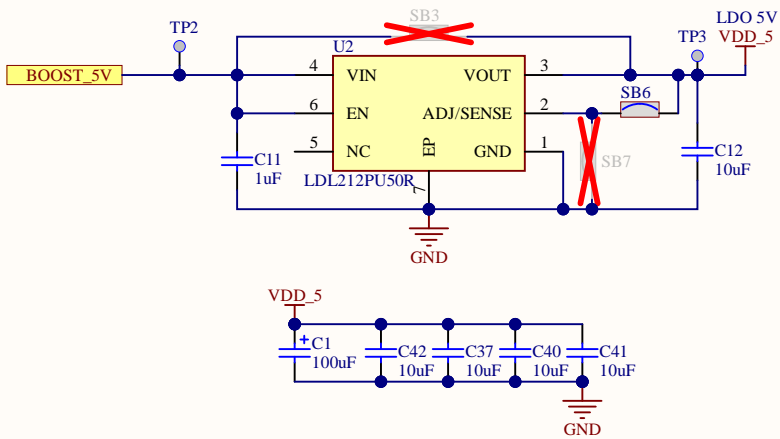 SB3
LDO 5V
TP2
TP3
VDD_5
U2
BOOST_5V
4
VIN
VOUT
3
SB6
6
EN
ADJ/SENSE
2
5
NC
EP
GND
1
C11
1uF
SB7
C12
10uF
LDL212PU50R
7
GND
VDD_5
+
C1
100uF
C42
10uF
C37
10uF
C40
10uF
C41
10uF
GND